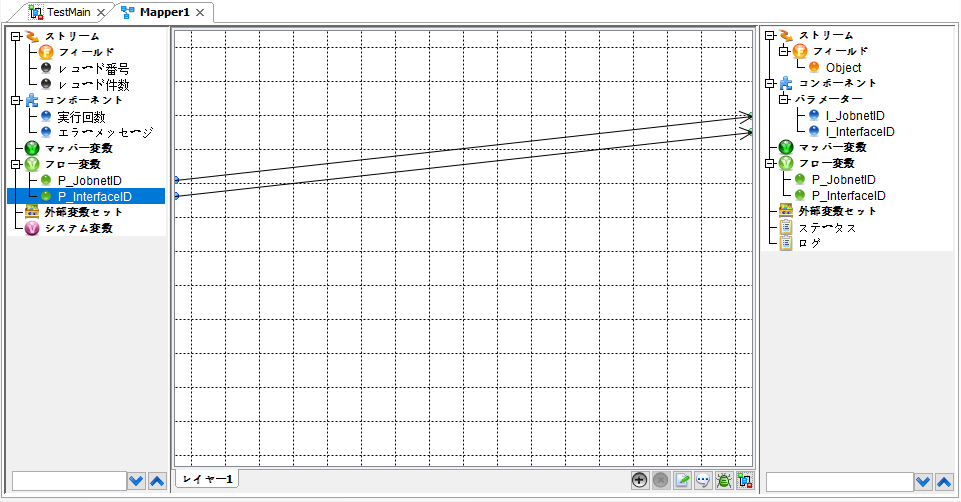 TestMain
Mapper1
ストリーム
フィールド
レコード番号
レコード件数
コンポーネント
実行回数
エラーメッセージ
マッパー変数
フロー変数
P_JobnetID
P_InterfaceID
外部変数セット
システム変数
レイヤー1
ストリーム
フィールド
Object
コンポーネント
パラメーター
I_JobnetID
I_InterfaceID
マッパー変数
フロー変数
P_JobnetID
P_InterfaceID
外部変数セット
ステータス
ログ